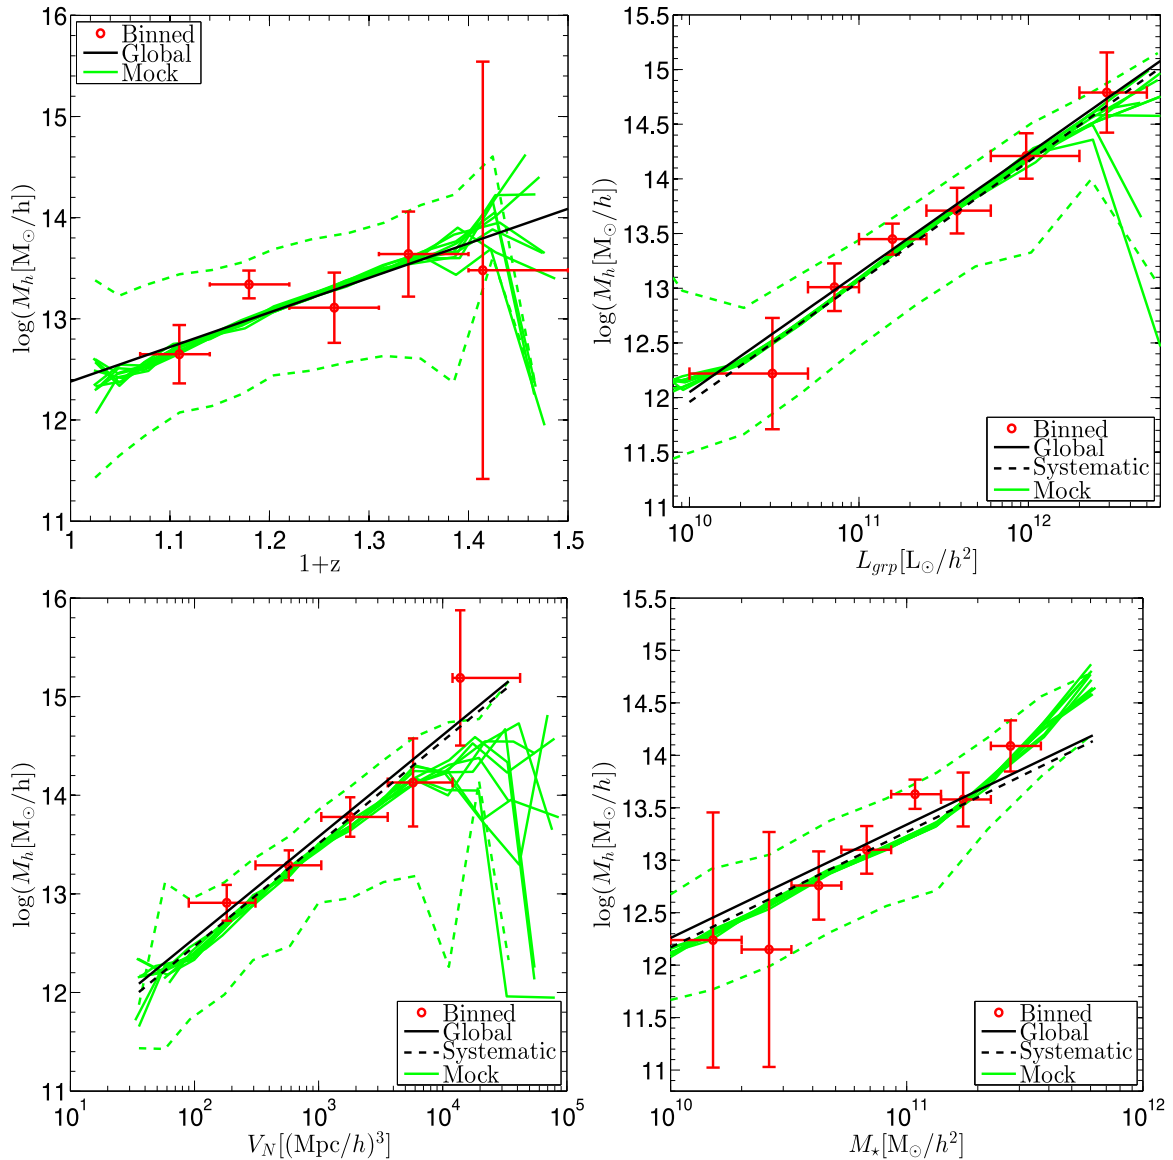 16
15
14
13
12
11
log(M_h[M_⊙/h])
Binned
Global
Mock
1
1.1
1.2
1.3
1.4
1.5
1+z
15.5
15
14.5
14
13.5
13
12.5
12
11.5
11
log(M_h[M_⊙/h])
Binned
Global
Systematic
Mock
10^10
10^11
10^12
L_grp[L_⊙/h^2]
16
15
14
13
12
11
log(M_h[M_⊙/h])
Binned
Global
Systematic
Mock
10^1
10^2
10^3
10^4
10^5
V_N[(Mpc/h)^3]
15.5
15
14.5
14
13.5
13
12.5
12
11.5
11
log(M_h[M_⊙/h])
Binned
Global
Systematic
Mock
10^10
10^11
10^12
M_⋆[M_⊙/h^2]